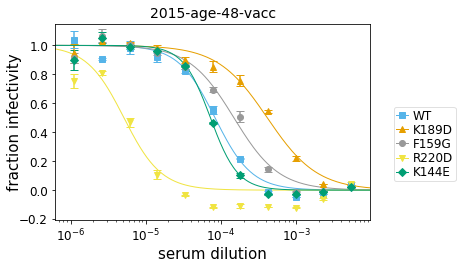 2015-age-48-vacc
fraction infectivity
1.0
0.8
0.6
0.4
0.2
0.0
−0.2
10⁻⁶
10⁻⁵
10⁻⁴
10⁻³
serum dilution
WT
K189D
F159G
R220D
K144E